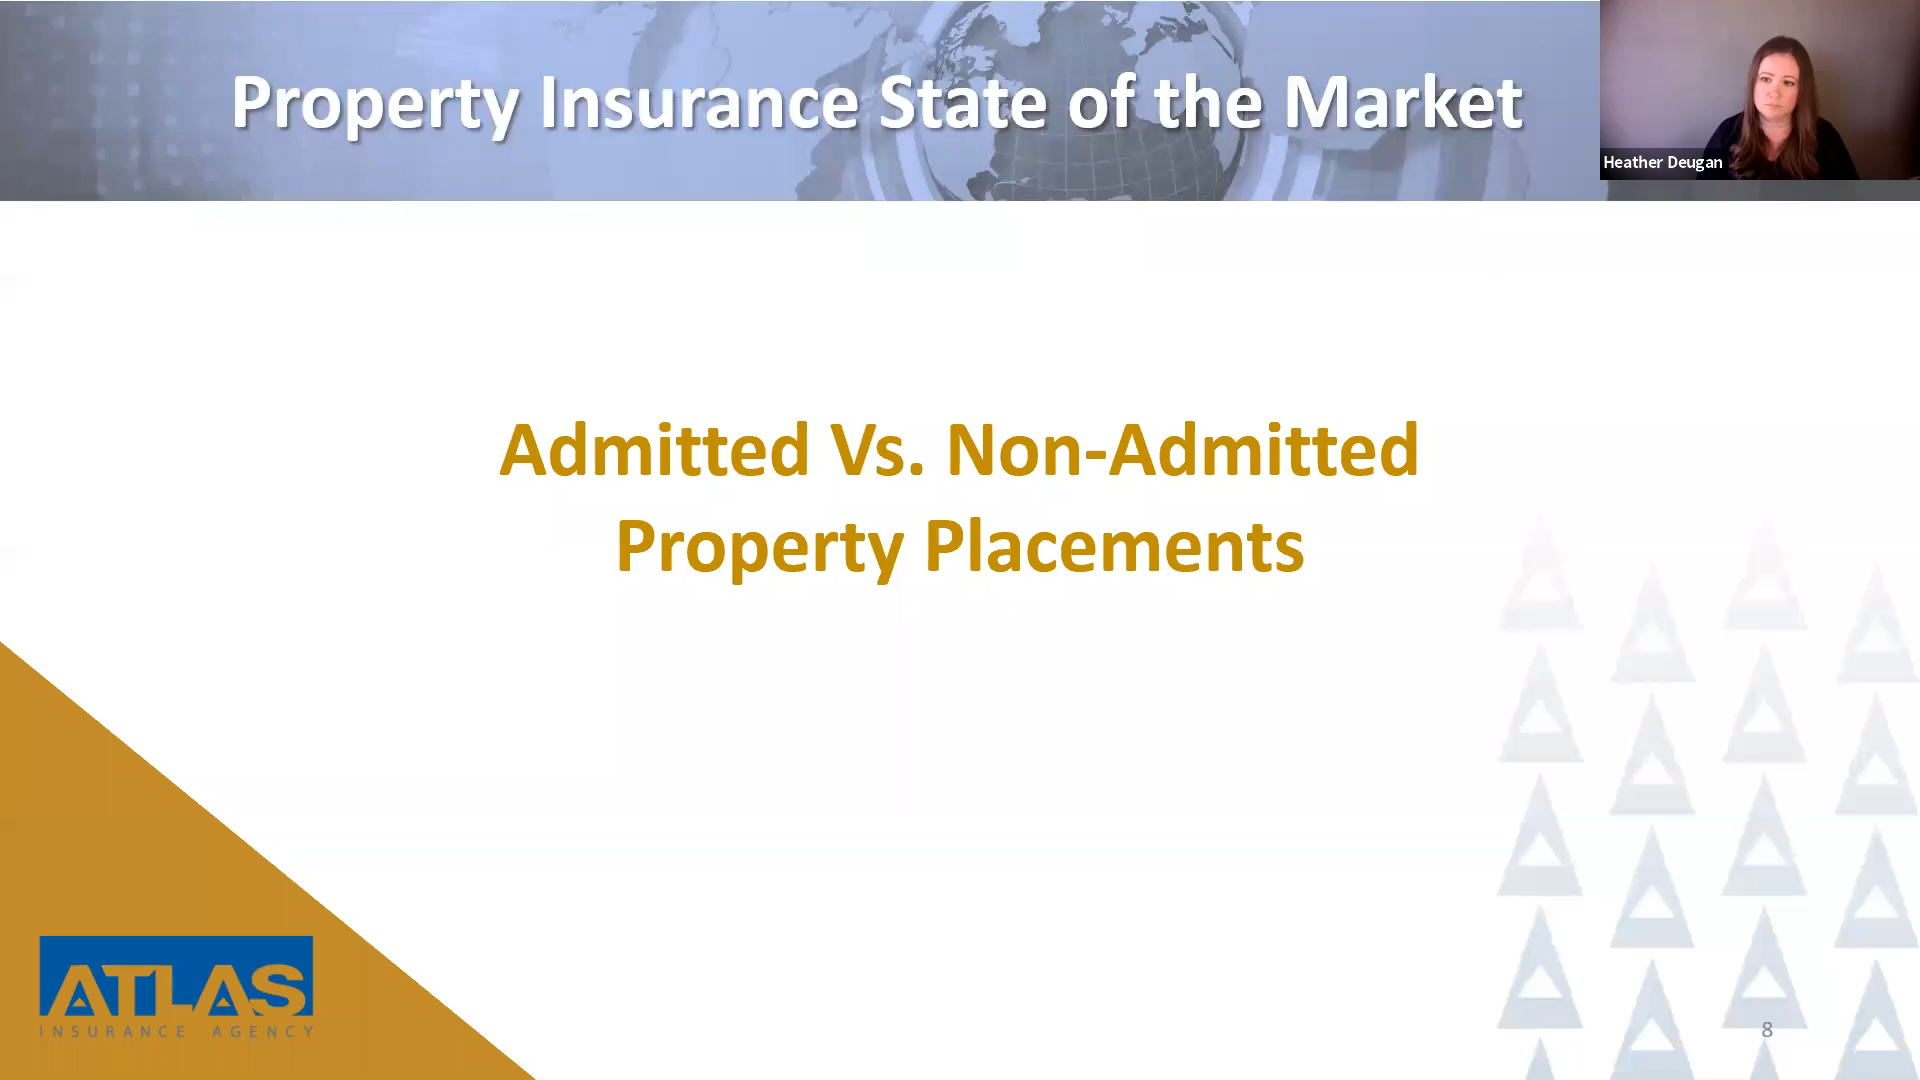 Property Insurance State of the Market
Heather Deugan
Admitted Vs. Non-Admitted
Property Placements
ATLAS
INSURANCE AGENCY
8